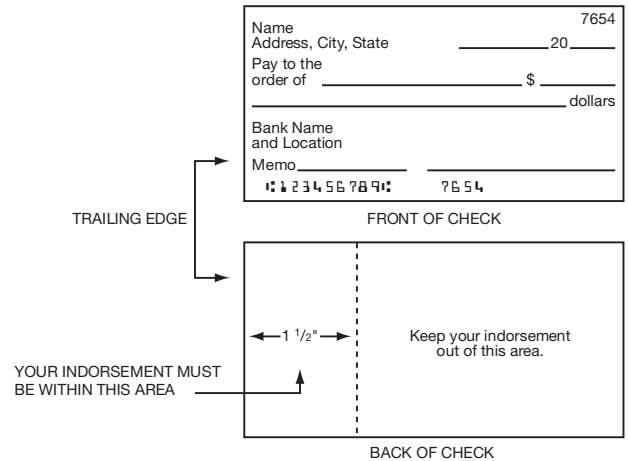 7654
Name
Address, City, State 20
Pay to the
order of $
dollars
Bank Name
and Location
Memo
⑆123456789⑆ 7654
TRAILING EDGE
FRONT OF CHECK
1 1/2"
Keep your indorsement
out of this area.
YOUR INDORSEMENT MUST
BE WITHIN THIS AREA
BACK OF CHECK